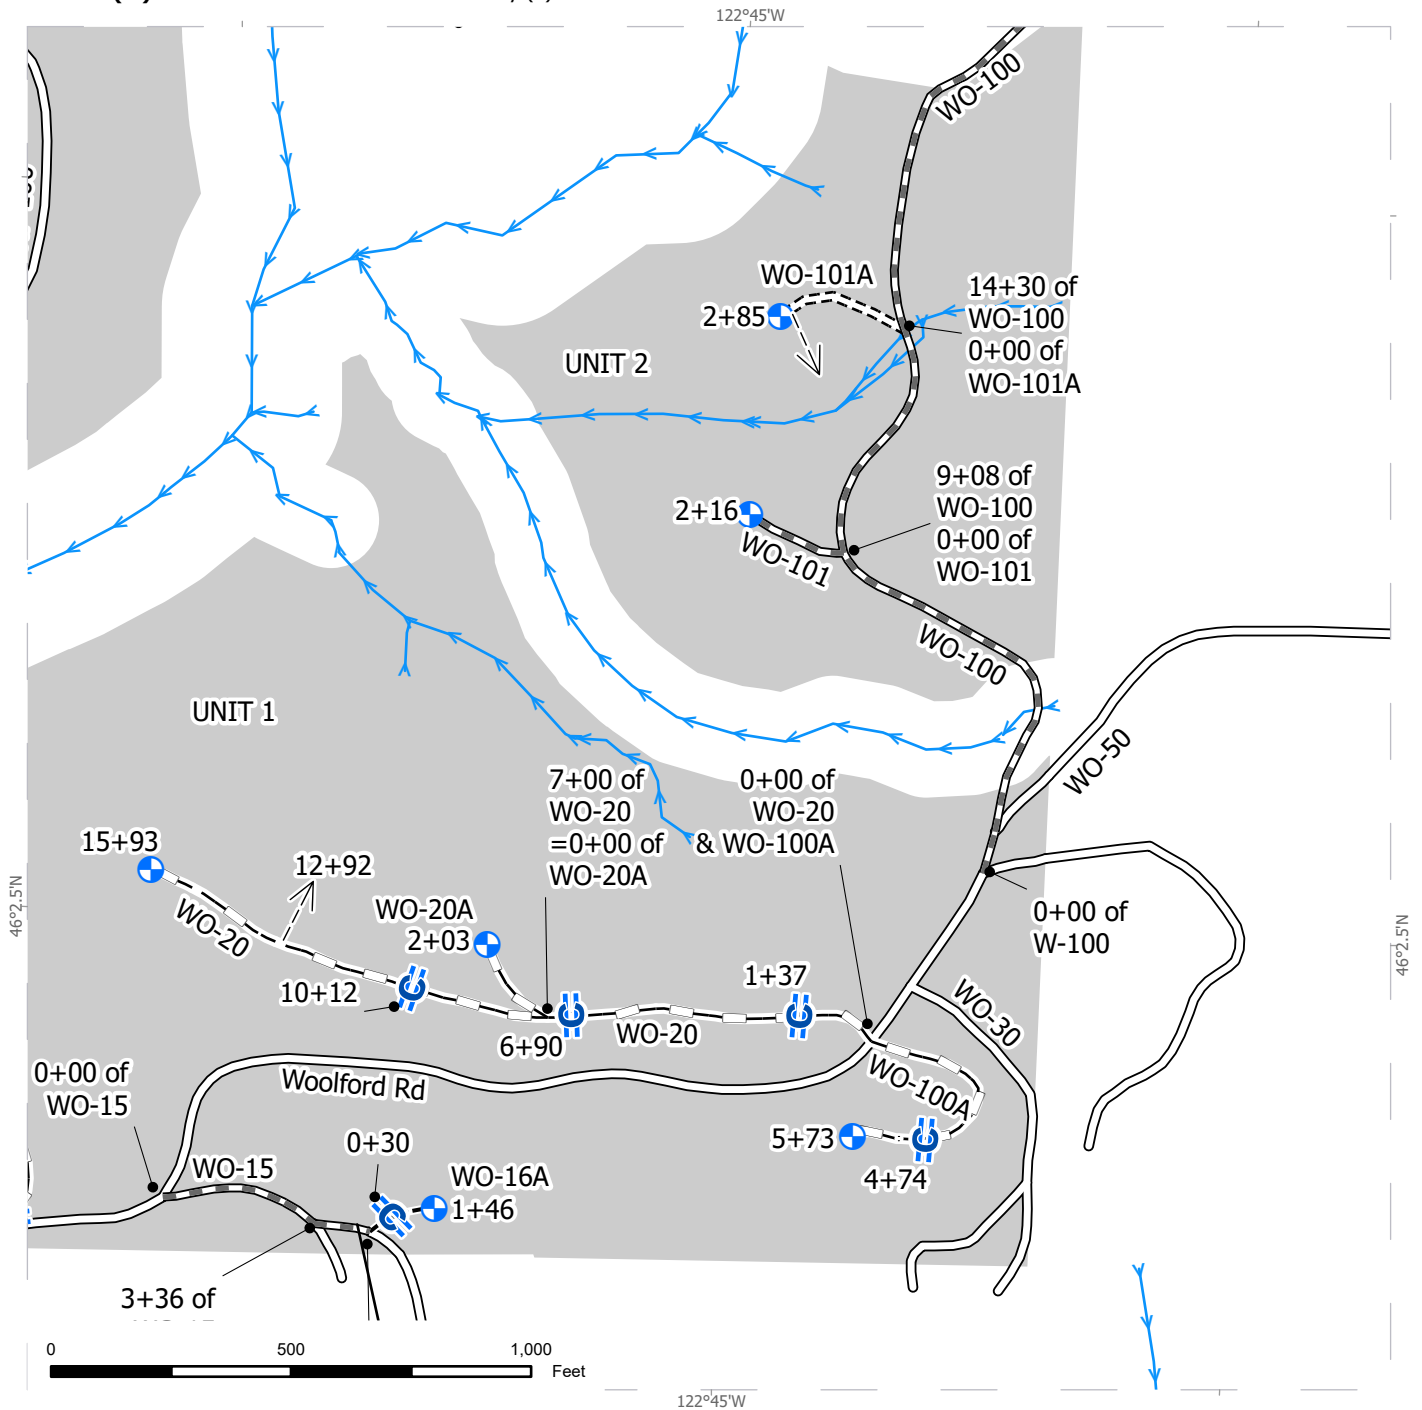 122°45'W
WO-100
WO-101A
14+30 of
WO-100
0+00 of
WO-101A
2+85
UNIT 2
9+08 of
WO-100
0+00 of
WO-101
2+16
WO-101
WO-100
UNIT 1
WO-50
7+00 of
WO-20
=0+00 of
WO-20A
0+00 of
WO-20
& WO-100A
15+93
12+92
WO-20
WO-20A
2+03
46°2.5'N
46°2.5'N
0+00 of
W-100
10+12
1+37
WO-30
6+90
WO-20
0+00 of
WO-15
Woolford Rd
WO-100A
5+73
4+74
0+30
WO-15
WO-16A
1+46
3+36 of
0
500
1,000
Feet
122°45'W